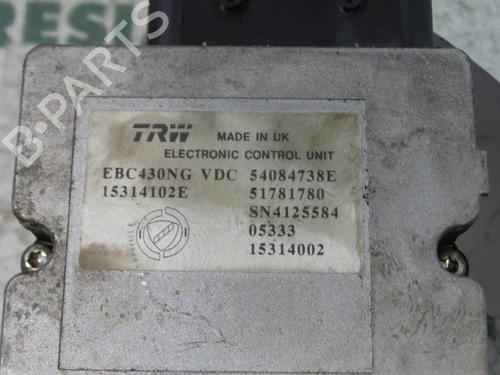 TRW MADE IN UK
ELECTRONIC CONTROL UNIT
EBC430NG VDC 54084738E
15314102E 51781780
SN4125584
05333
15314002
B-PARTS